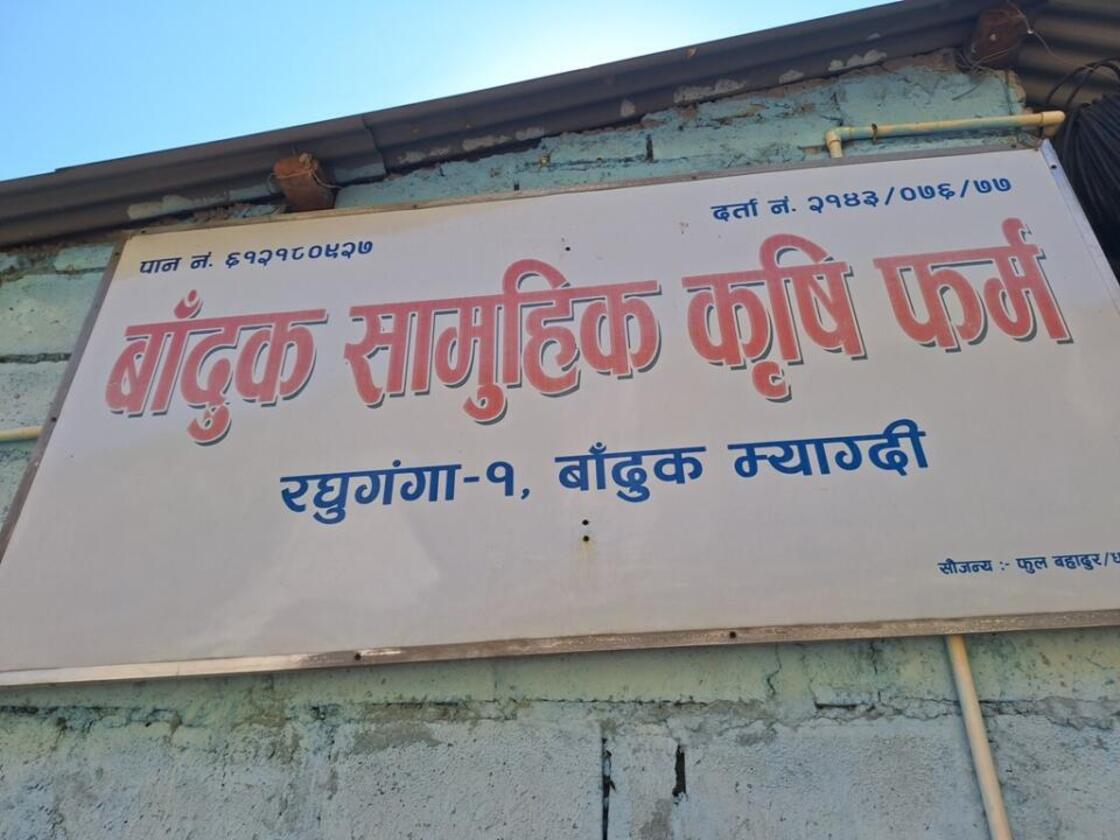 पान नं. ६१२१८०५२७
दर्ता नं. २१४३/०७६/७७
बाँदुक सामुहिक कृषि फर्म
रघुगंगा-१, बाँदुक म्याग्दी
सौजन्य :- फुल बहादुर/